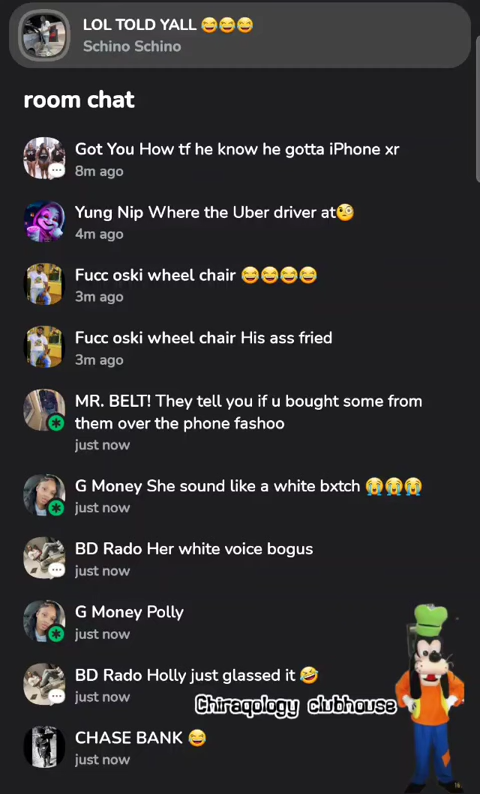 LOL TOLD YALL 😂😂😂
Schino Schino
room chat
Got You How tf he know he gotta iPhone xr
8m ago
Yung Nip Where the Uber driver at🧐
4m ago
Fucc oski wheel chair 😂😂😂😂
3m ago
Fucc oski wheel chair His ass fried
3m ago
MR. BELT! They tell you if u bought some from
them over the phone fashoo
just now
G Money She sound like a white bxtch 😭😭😭
just now
BD Rado Her white voice bogus
just now
G Money Polly
just now
BD Rado Holly just glassed it 🤣
just now
Chiraqology clubhouse
CHASE BANK 😂
just now